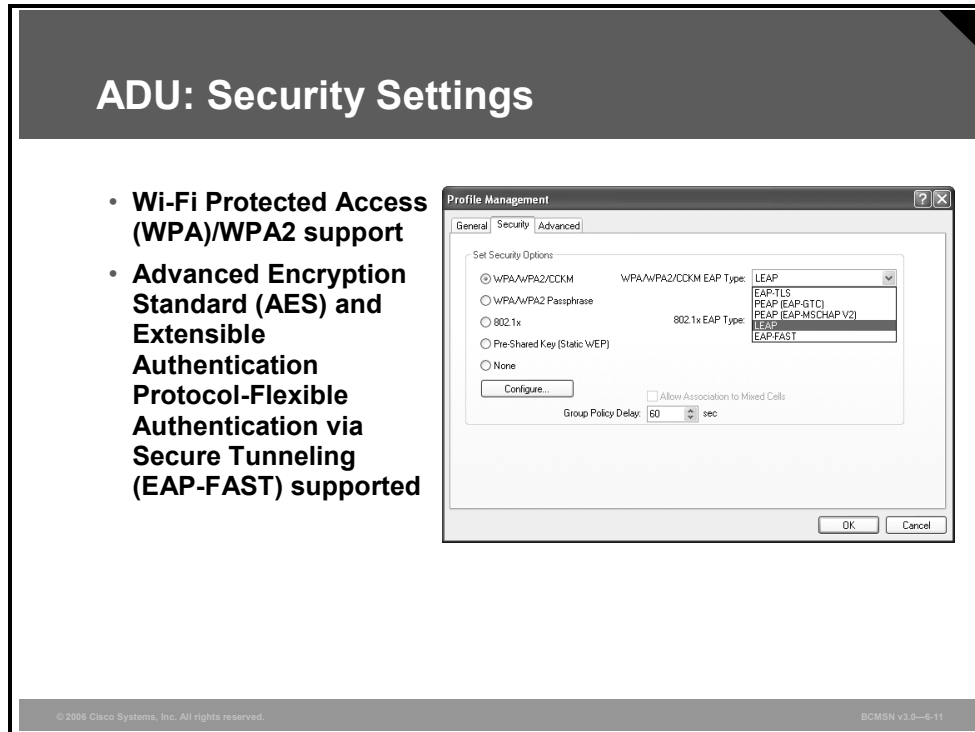 ADU: Security Settings
• Wi-Fi Protected Access
(WPA)/WPA2 support
• Advanced Encryption
Standard (AES) and
Extensible
Authentication
Protocol-Flexible
Authentication via
Secure Tunneling
(EAP-FAST) supported
Profile Management
General Security Advanced
Set Security Options
WPA/WPA2/CCKM WPA/WPA2/CCKM EAP Type: LEAP
EAP-TLS
PEAP (EAP-GTC)
PEAP (EAP-MSCHAP V2)
LEAP
EAP-FAST
WPA/WPA2 Passphrase
802.1x 802.1x EAP Type:
Pre-Shared Key (Static WEP)
None
Configure...
Allow Association to Mixed Cells
Group Policy Delay: 60 sec
OK Cancel
© 2006 Cisco Systems, Inc. All rights reserved. BCMSN v3.0—6-11